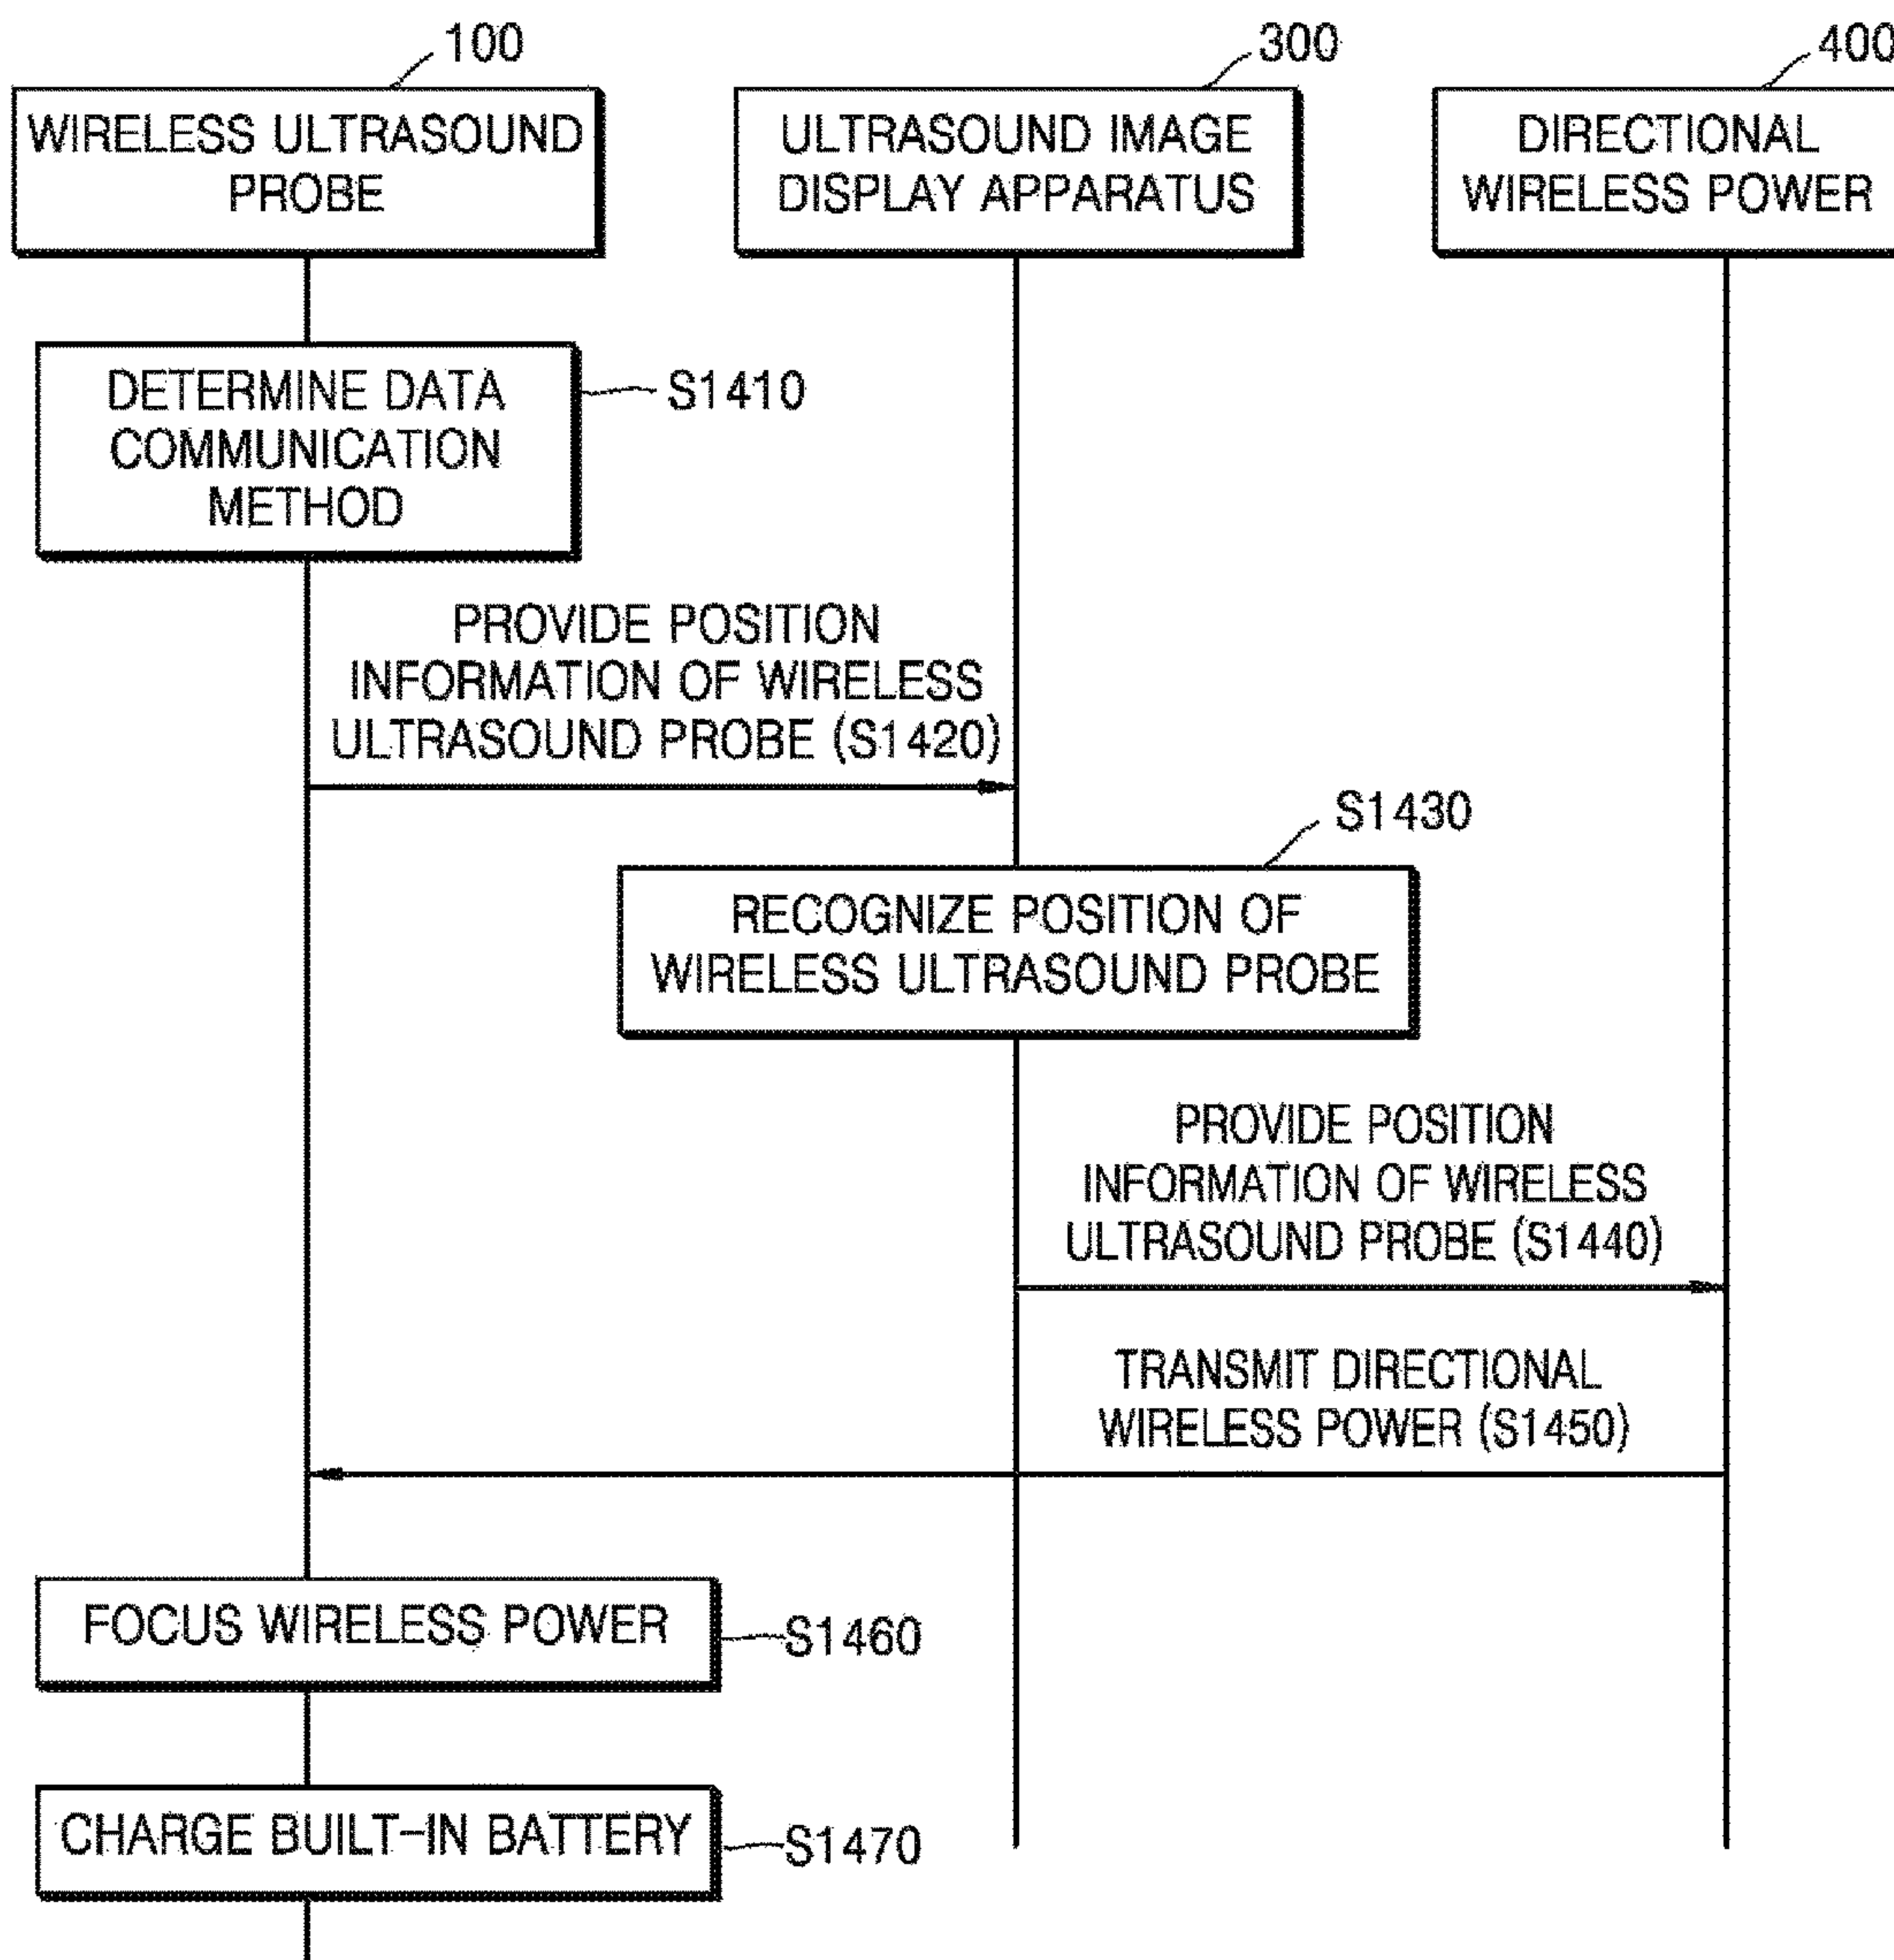 100
300
400
WIRELESS ULTRASOUND
PROBE
ULTRASOUND IMAGE
DISPLAY APPARATUS
DIRECTIONAL
WIRELESS POWER
DETERMINE DATA
COMMUNICATION
METHOD
S1410
PROVIDE POSITION
INFORMATION OF WIRELESS
ULTRASOUND PROBE (S1420)
S1430
RECOGNIZE POSITION OF
WIRELESS ULTRASOUND PROBE
PROVIDE POSITION
INFORMATION OF WIRELESS
ULTRASOUND PROBE (S1440)
TRANSMIT DIRECTIONAL
WIRELESS POWER (S1450)
FOCUS WIRELESS POWER
S1460
CHARGE BUILT-IN BATTERY
S1470